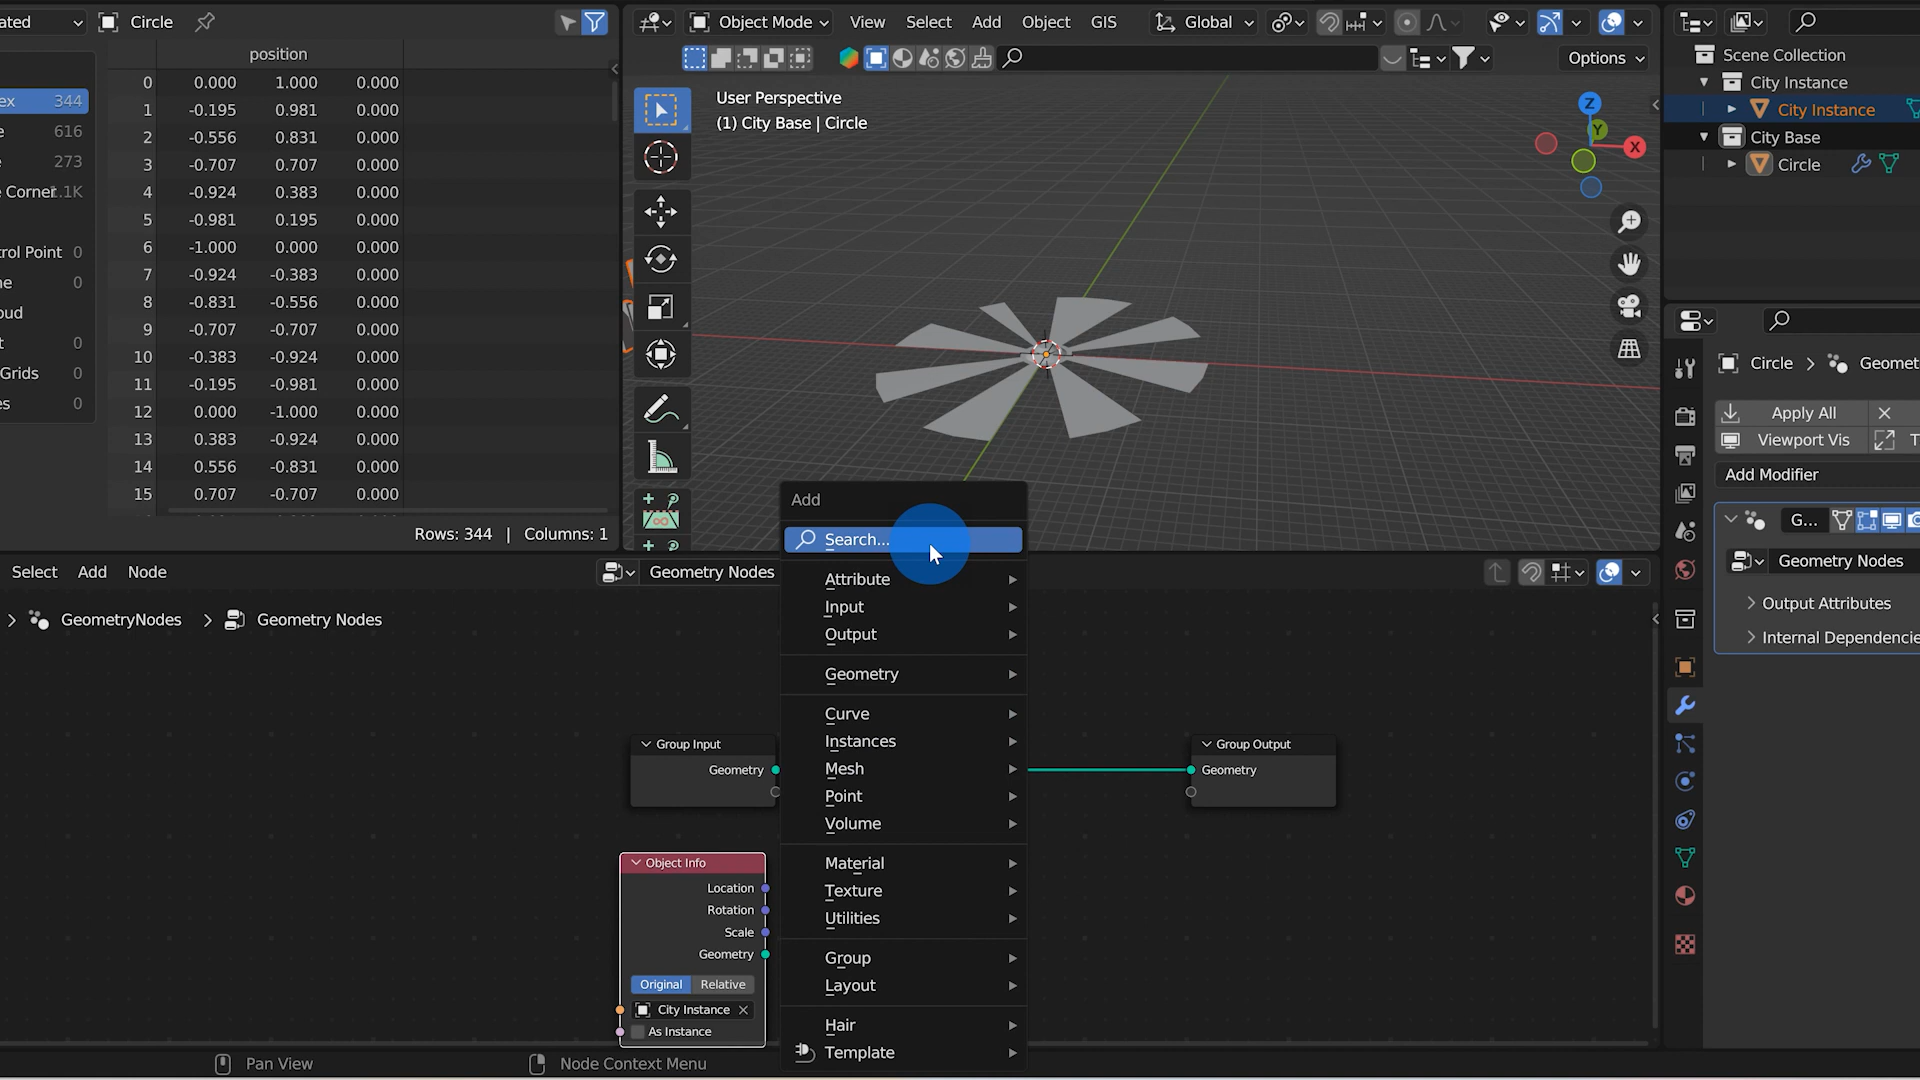 ated
Circle
position
0 0.000 1.000 0.000
1 -0.195 0.981 0.000
2 -0.556 0.831 0.000
3 -0.707 0.707 0.000
4 -0.924 0.383 0.000
5 -0.981 0.195 0.000
6 -1.000 0.000 0.000
7 -0.924 -0.383 0.000
8 -0.831 -0.556 0.000
9 -0.707 -0.707 0.000
10 -0.383 -0.924 0.000
11 -0.195 -0.981 0.000
12 0.000 -1.000 0.000
13 0.383 -0.924 0.000
14 0.556 -0.831 0.000
15 0.707 -0.707 0.000
Rows: 344 | Columns: 1
ex 344
e 616
273
Corner 1.1K
rol Point 0
ne 0
oud
t 0
Grids 0
es 0
Object Mode View Select Add Object GIS Global
Options
User Perspective
(1) City Base | Circle
Z
Y
X
Scene Collection
City Instance
City Instance
City Base
Circle
Circle > Geomet
Apply All
Viewport Vis T
Add Modifier
G...
Geometry Nodes
Output Attributes
Internal Dependencie
Select Add Node
Geometry Nodes
GeometryNodes > Geometry Nodes
Add
Search...
Attribute
Input
Output
Geometry
Curve
Instances
Mesh
Point
Volume
Material
Texture
Utilities
Group
Layout
Hair
Template
Group Input
Geometry
Group Output
Geometry
Object Info
Location
Rotation
Scale
Geometry
Original Relative
City Instance
As Instance
Pan View
Node Context Menu